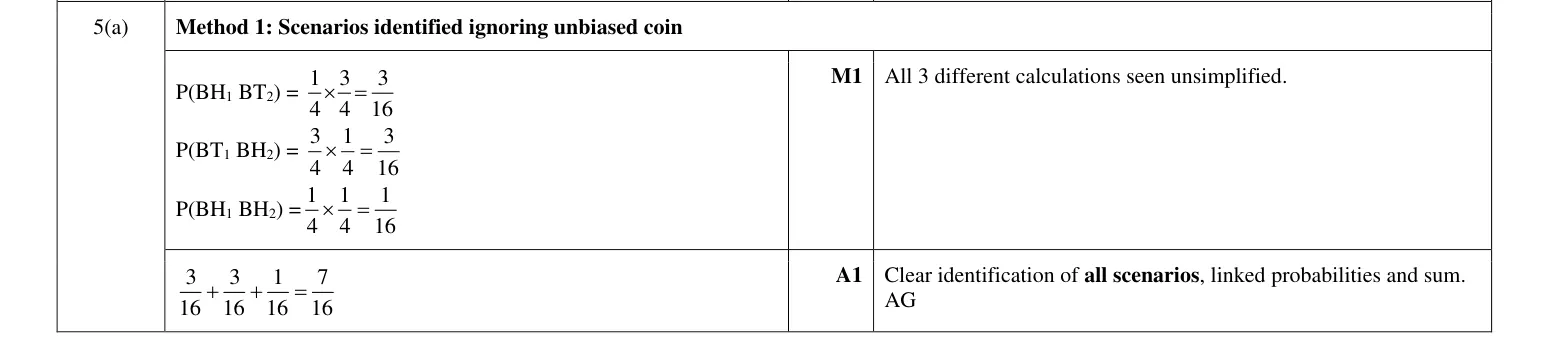 5(a) Method 1: Scenarios identified ignoring unbiased coin
P(BH₁ BT₂) = 1/4 × 3/4 = 3/16 M1 All 3 different calculations seen unsimplified.
P(BT₁ BH₂) = 3/4 × 1/4 = 3/16
P(BH₁ BH₂) = 1/4 × 1/4 = 1/16
3/16 + 3/16 + 1/16 = 7/16 A1 Clear identification of all scenarios, linked probabilities and sum.
AG